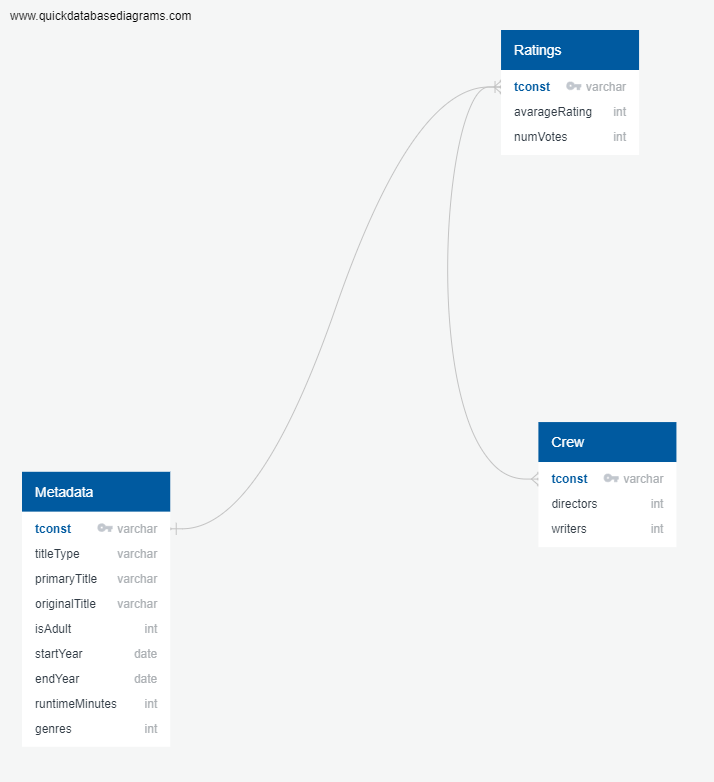 www.quickdatabasediagrams.com
Ratings
tconst varchar
avarageRating int
numVotes int
Crew
tconst varchar
directors int
writers int
Metadata
tconst varchar
titleType varchar
primaryTitle varchar
originalTitle varchar
isAdult int
startYear date
endYear date
runtimeMinutes int
genres int